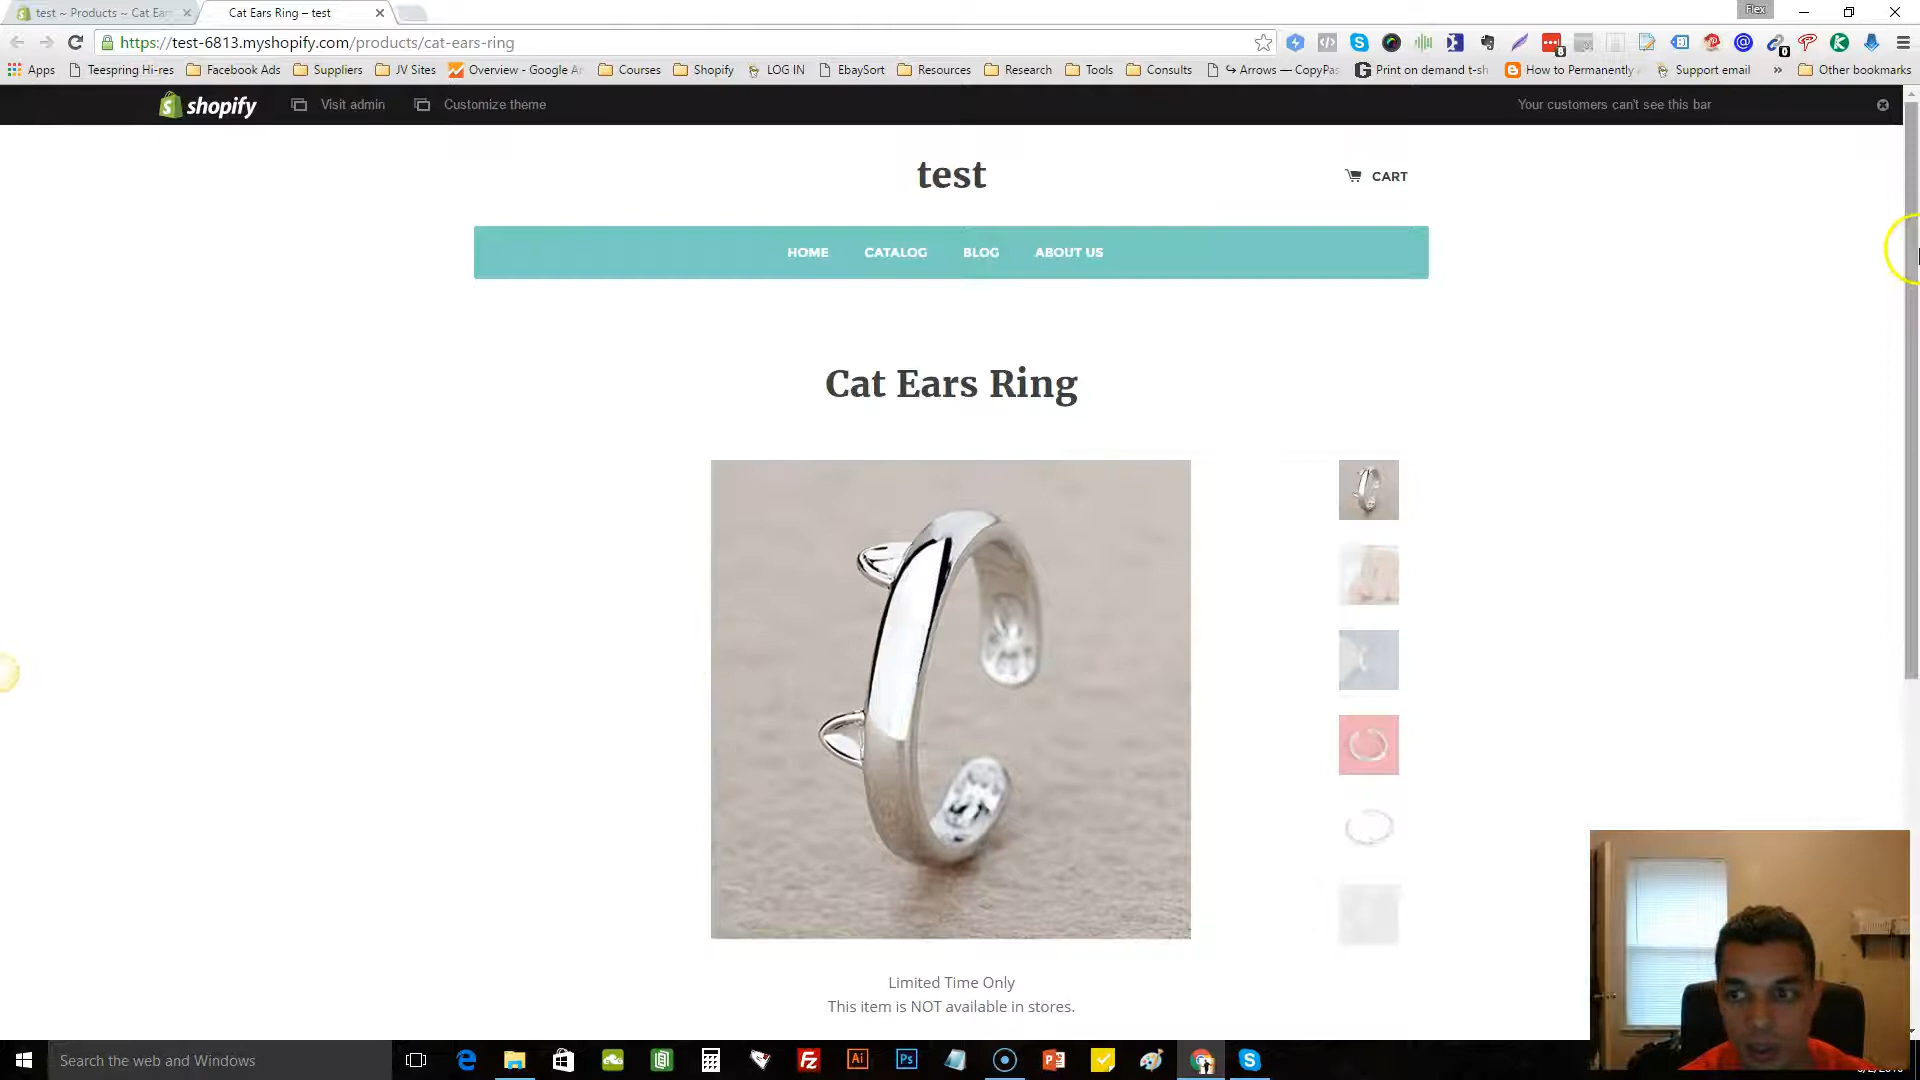 test ~ Products ~ Cat Ear
Cat Ears Ring – test
Flex
https://test-6813.myshopify.com/products/cat-ears-ring
Apps
Teespring Hi-res
Facebook Ads
Suppliers
JV Sites
Overview - Google An
Courses
Shopify
LOG IN
EbaySort
Resources
Research
Tools
Consults
Arrows — CopyPas
Print on demand t-sh
How to Permanently
Support email
»
Other bookmarks
shopify
Visit admin
Customize theme
Your customers can't see this bar
test
CART
HOME
CATALOG
BLOG
ABOUT US
Cat Ears Ring
Limited Time Only
This item is NOT available in stores.
Search the web and Windows